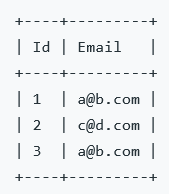 +----+---------+
| Id | Email   |
+----+---------+
| 1  | a@b.com |
| 2  | c@d.com |
| 3  | a@b.com |
+----+---------+